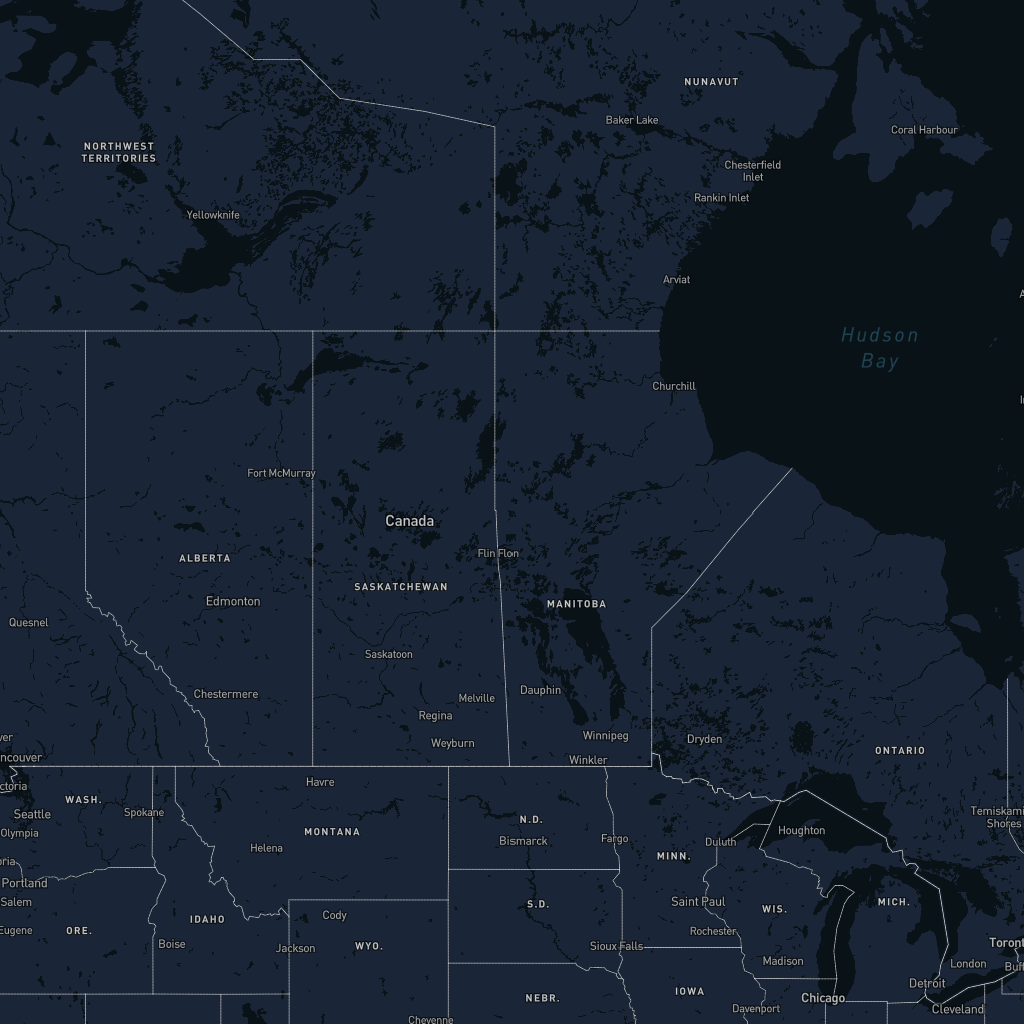 NUNAVUT
Baker Lake
Coral Harbour
NORTHWEST
TERRITORIES
Chesterfield
Inlet
Rankin Inlet
Yellowknife
Arviat
Hudson
Bay
Churchill
Fort McMurray
Canada
Flin Flon
ALBERTA
SASKATCHEWAN
Edmonton
MANITOBA
Quesnel
Saskatoon
Chestermere
Melville
Dauphin
Regina
Winnipeg
Weyburn
Dryden
ver
ncouver
Winkler
ONTARIO
ctoria
Havre
WASH.
Seattle
Spokane
Temiskami
Shores
N.D.
Olympia
MONTANA
Houghton
Helena
Bismarck
Fargo
Duluth
MINN.
oria
Portland
Salem
S.D.
Saint Paul
WIS.
MICH.
Cody
IDAHO
Eugene
ORE.
Rochester
Boise
Jackson
WYO.
Sioux Falls
Toront
Madison
London
Buff
Detroit
NEBR.
IOWA
Chicago
Davenport
Cleveland
Cheyenne